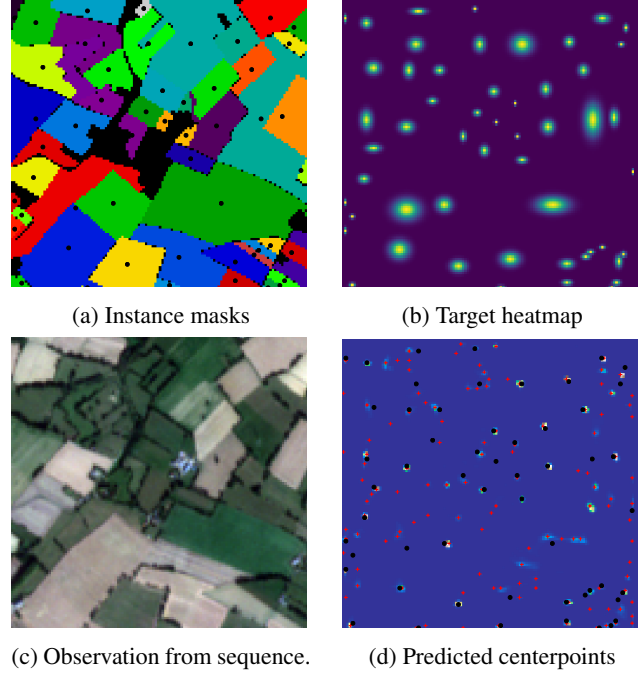 (a) Instance masks
(b) Target heatmap
(c) Observation from sequence.
(d) Predicted centerpoints